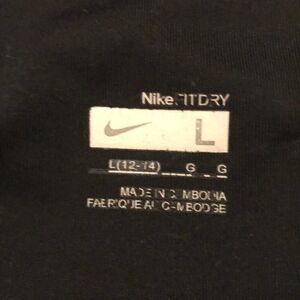 NikeFITDRY
L
L(12-14) G G
MADE IN CAMBODIA
FABRIQUE AU CAMBODGE